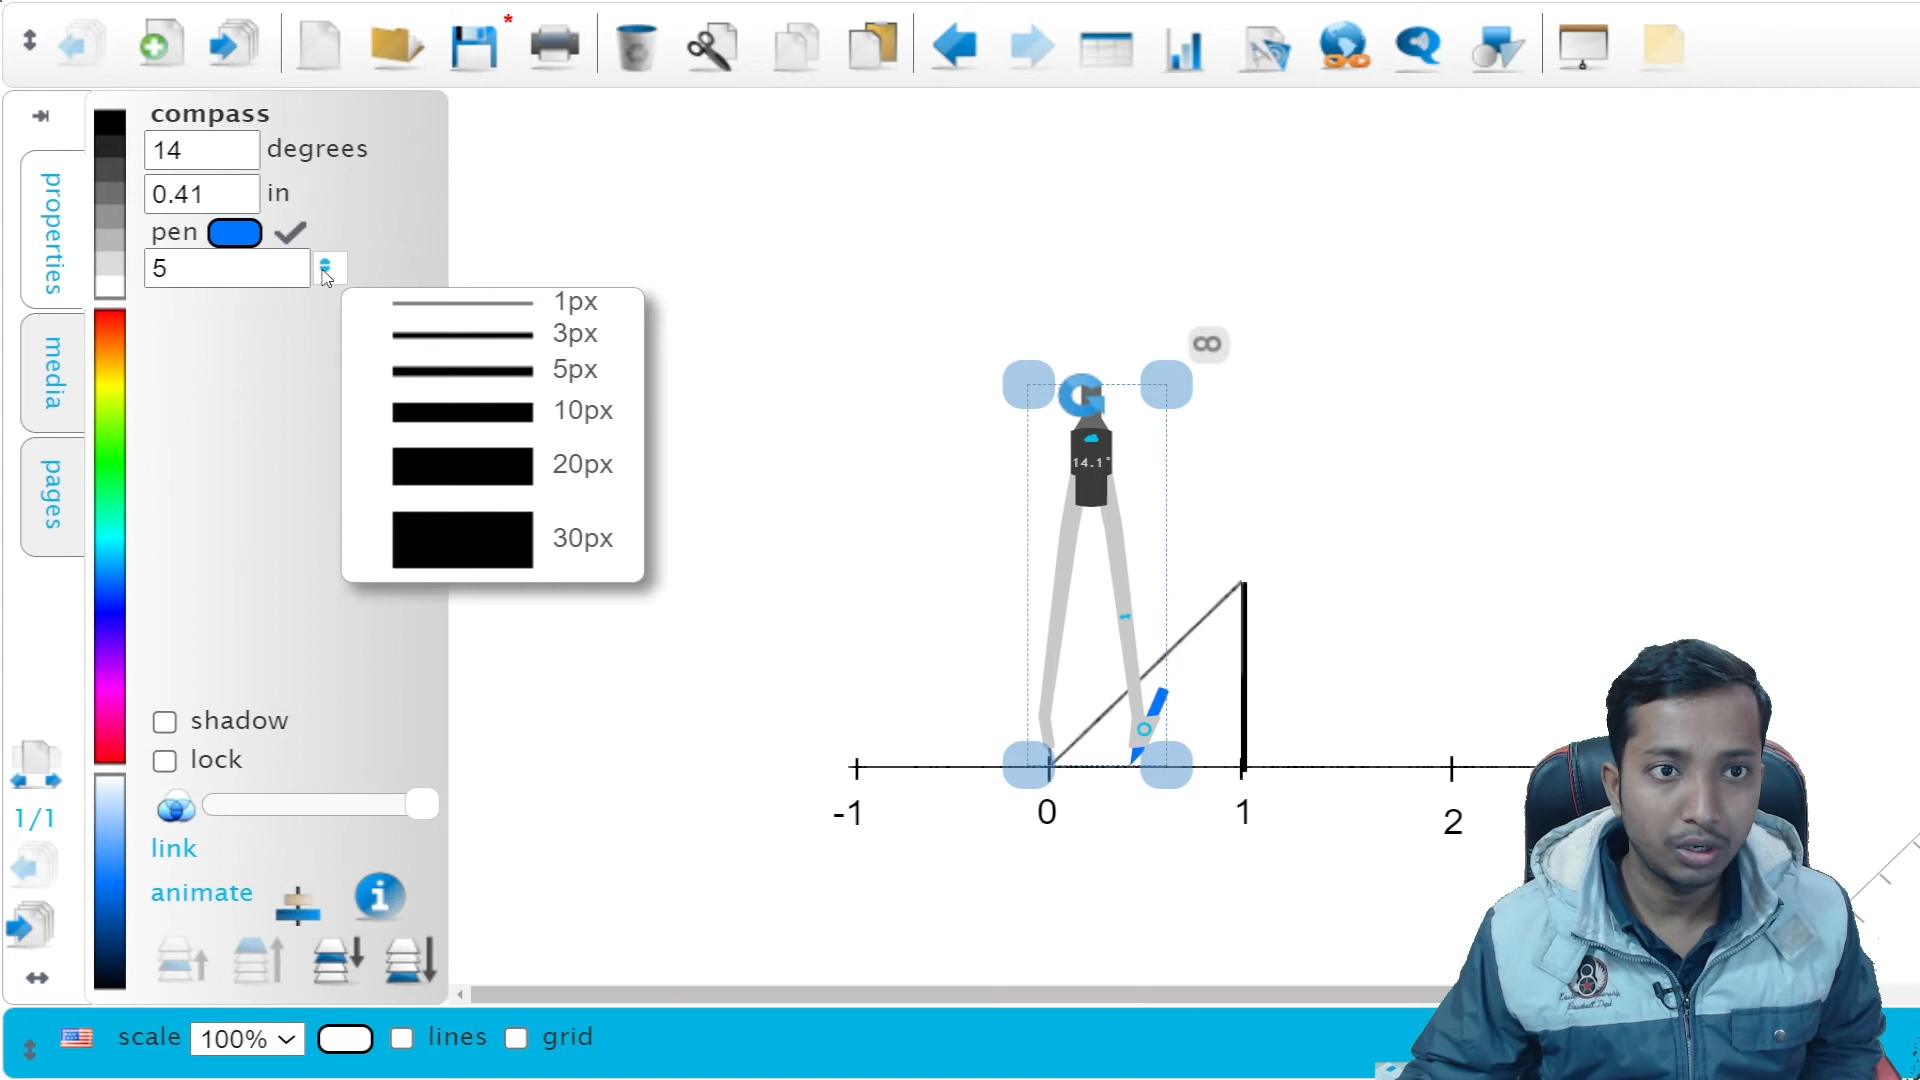 compass
14 degrees
0.41 in
pen
5
1px
3px
5px
10px
20px
30px
properties
media
pages
14.1°
shadow
lock
1/1
link
animate
-1 0 1 2
scale 100% lines grid